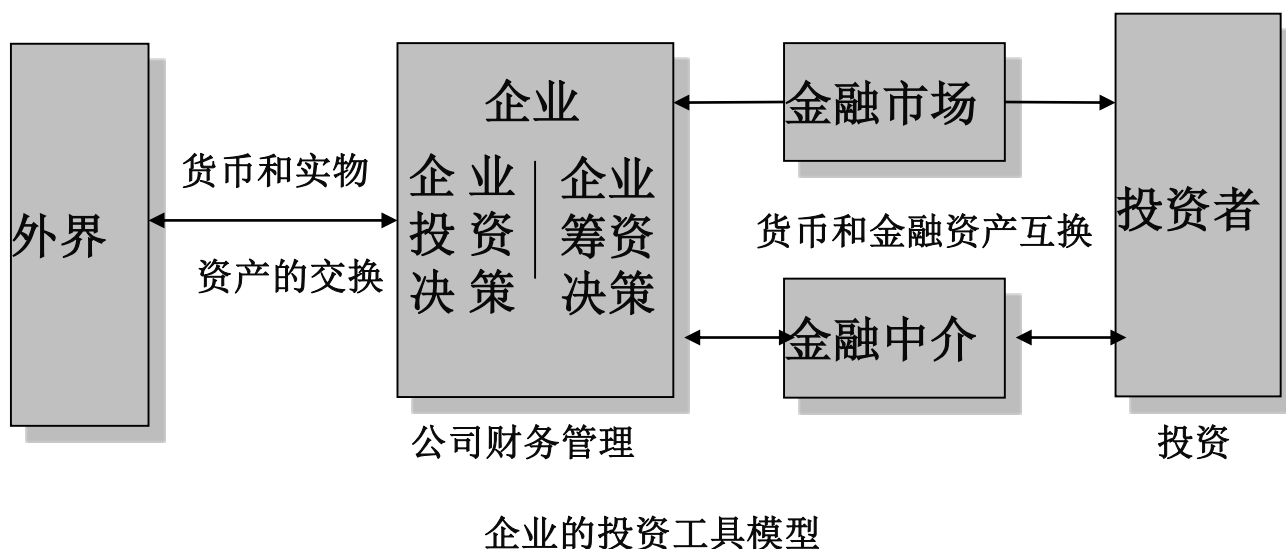 外界
货币和实物
资产的交换
企业
企业投资决策
企业筹资决策
公司财务管理
金融市场
货币和金融资产互换
金融中介
投资者
投资
企业的投资工具模型